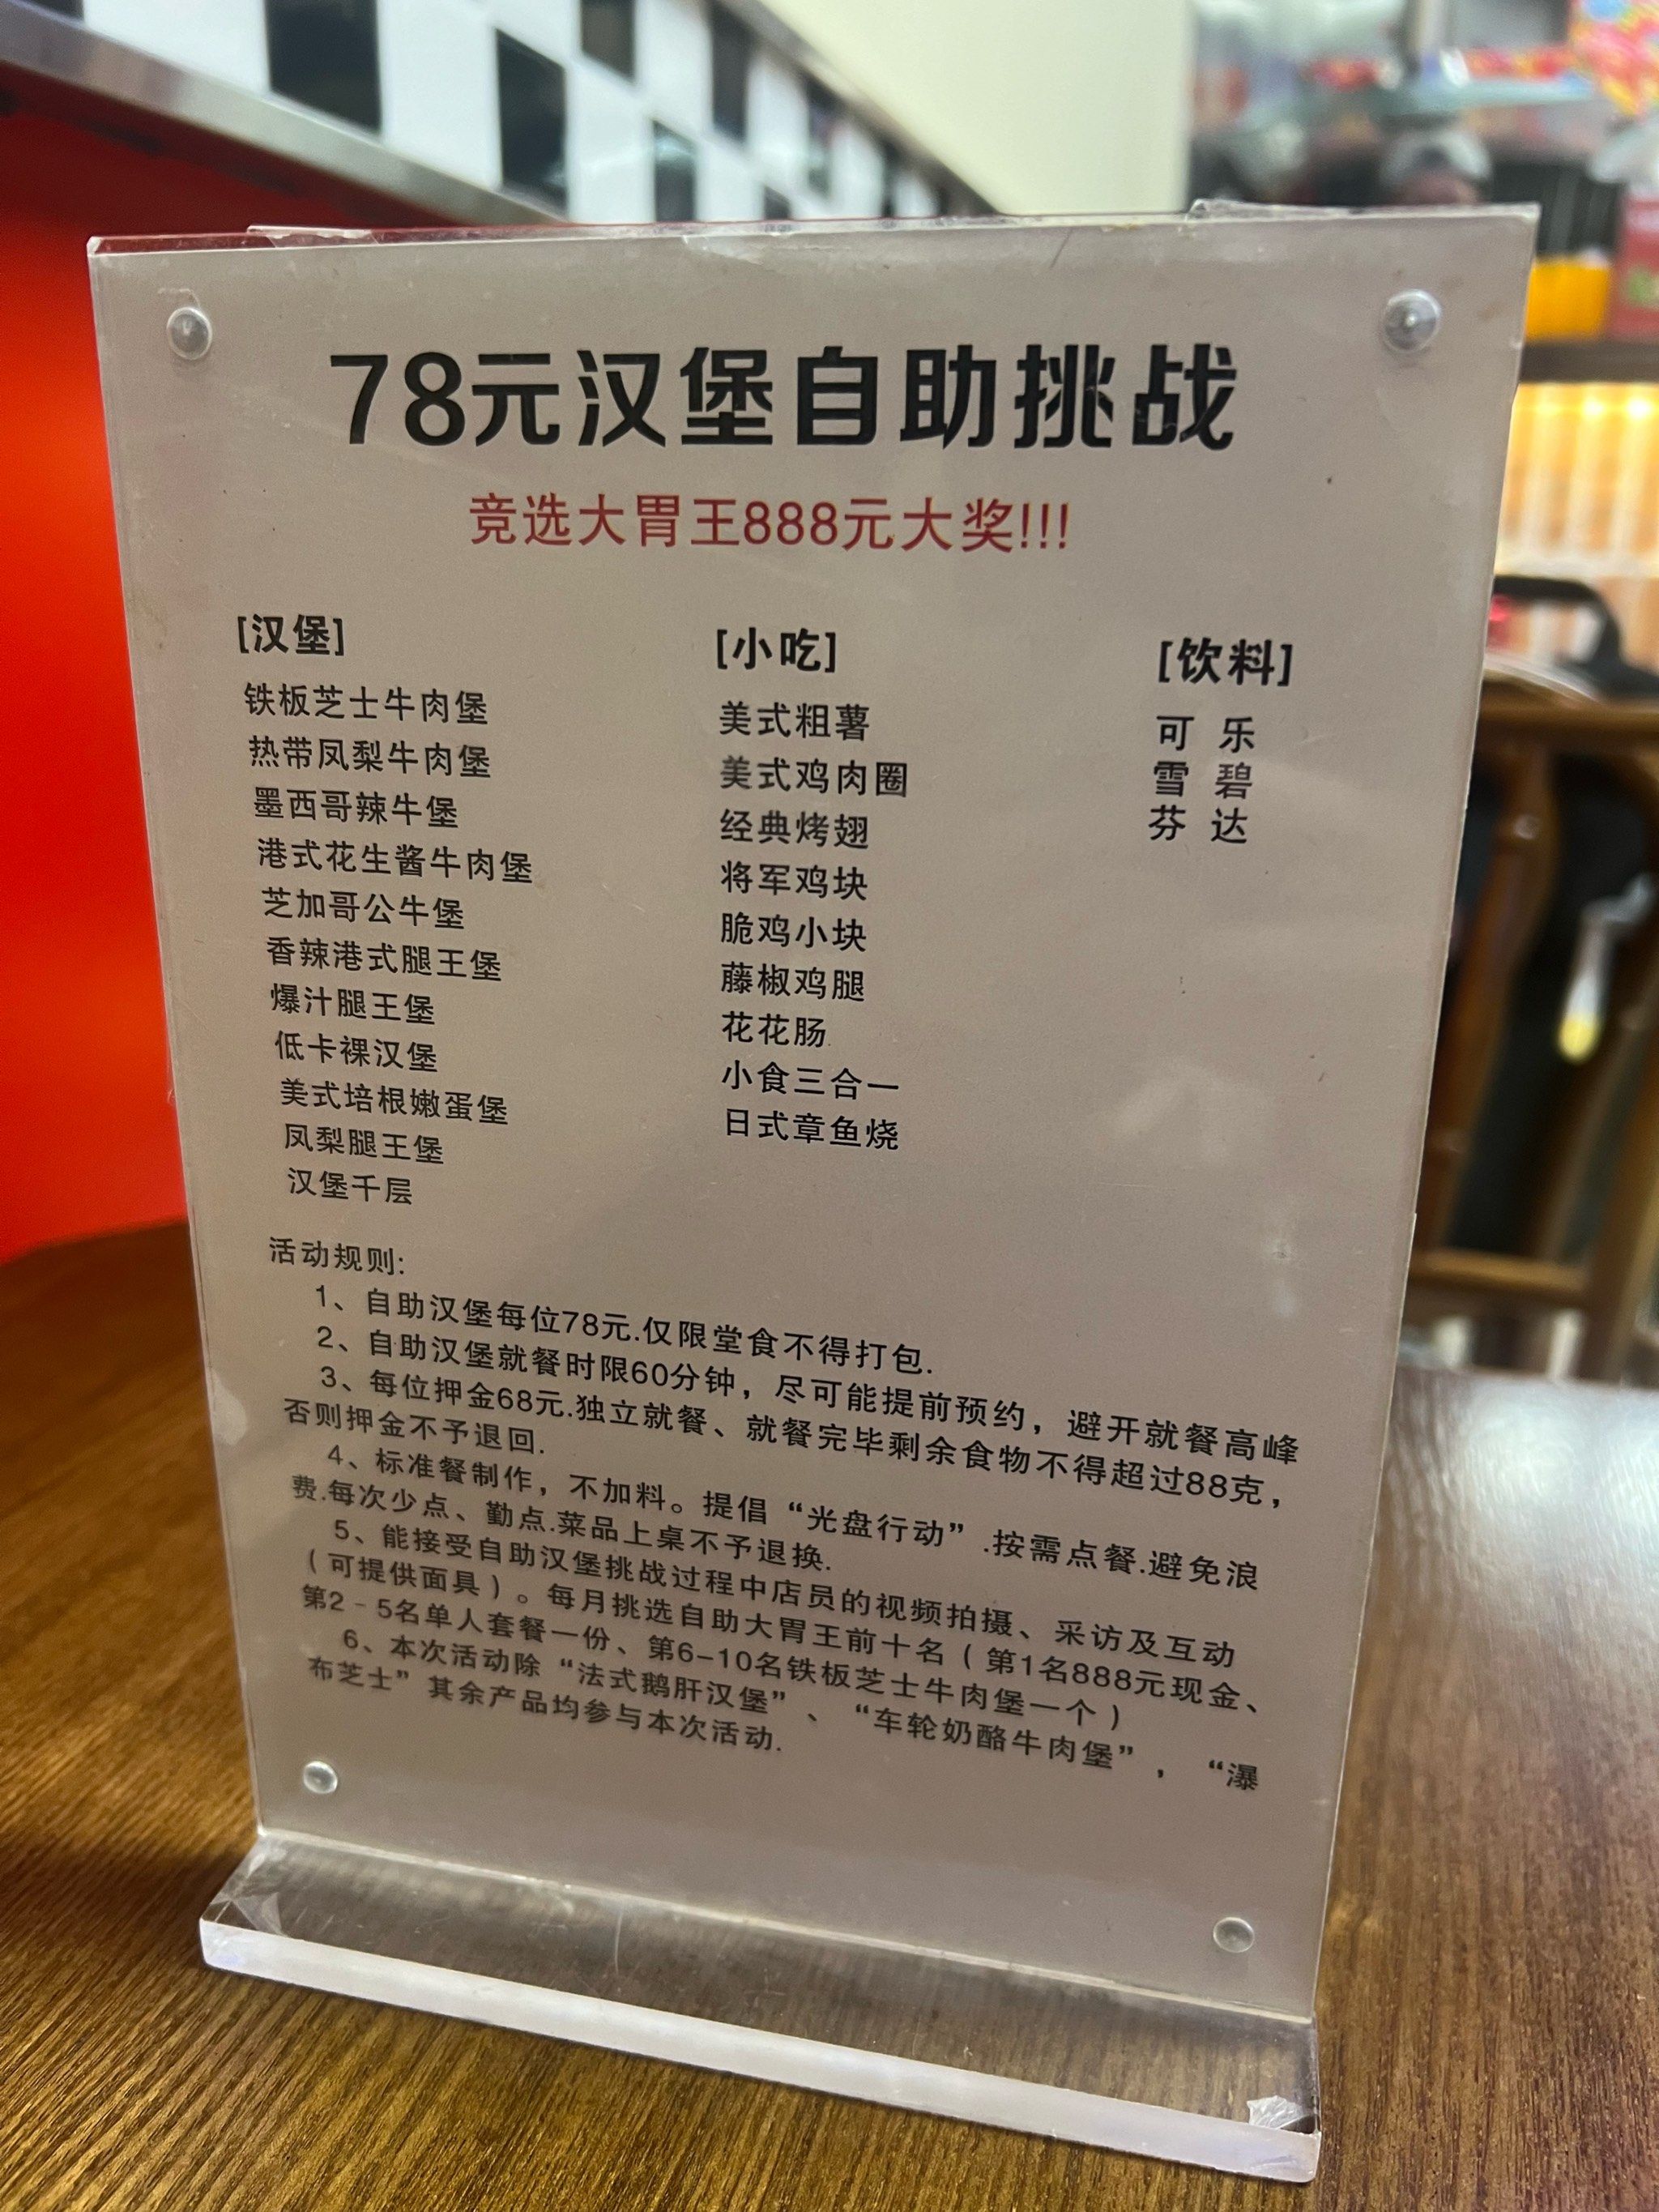 78元汉堡自助挑战
竞选大胃王888元大奖!!!
[汉堡]
铁板芝士牛肉堡
热带凤梨牛肉堡
墨西哥辣牛堡
港式花生酱牛肉堡
芝加哥公牛堡
香辣港式腿王堡
爆汁腿王堡
低卡裸汉堡
美式培根嫩蛋堡
凤梨腿王堡
汉堡千层
[小吃]
美式粗薯
美式鸡肉圈
经典烤翅
将军鸡块
脆鸡小块
藤椒鸡腿
花花肠
小食三合一
日式章鱼烧
[饮料]
可 乐
雪 碧
芬 达
活动规则:
1、自助汉堡每位78元.仅限堂食不得打包.
2、自助汉堡就餐时限60分钟，尽可能提前预约，避开就餐高峰
3、每位押金68元.独立就餐、就餐完毕剩余食物不得超过88克，
否则押金不予退回.
4、标准餐制作，不加料。提倡“光盘行动”.按需点餐.避免浪
费.每次少点、勤点.菜品上桌不予退换.
5、能接受自助汉堡挑战过程中店员的视频拍摄、采访及互动
（可提供面具）。每月挑选自助大胃王前十名（第1名888元现金、
第2-5名单人套餐一份、第6-10名铁板芝士牛肉堡一个）
6、本次活动除“法式鹅肝汉堡”、“车轮奶酪牛肉堡”，“瀑
布芝士”其余产品均参与本次活动.